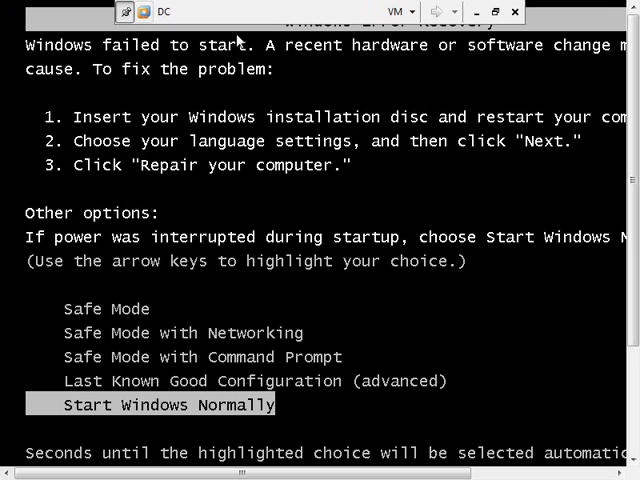 DC VM
Windows Error Recovery
Windows failed to start. A recent hardware or software change m
cause. To fix the problem:
1. Insert your Windows installation disc and restart your com
2. Choose your language settings, and then click "Next."
3. Click "Repair your computer."
Other options:
If power was interrupted during startup, choose Start Windows N
(Use the arrow keys to highlight your choice.)
Safe Mode
Safe Mode with Networking
Safe Mode with Command Prompt
Last Known Good Configuration (advanced)
Start Windows Normally
Seconds until the highlighted choice will be selected automatic